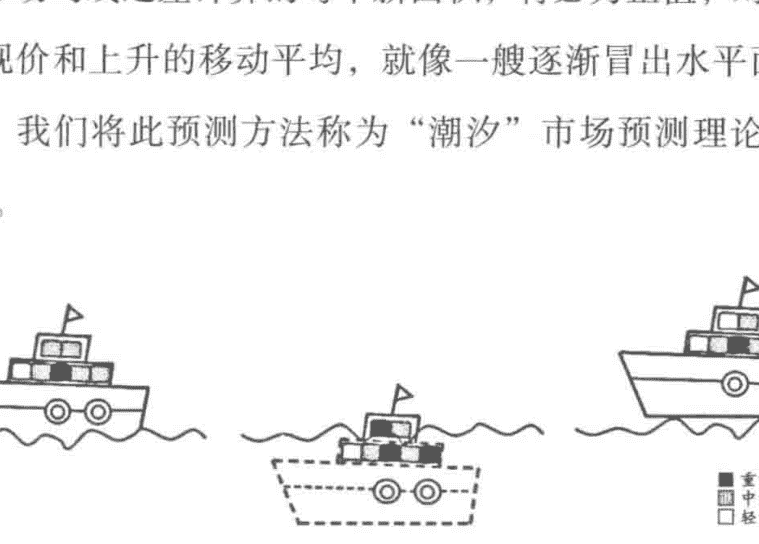 现价和上升的移动平均，就像一艘逐渐冒出水平面
我们将此预测方法称为“潮汐”市场预测理论
。
重
中
轻